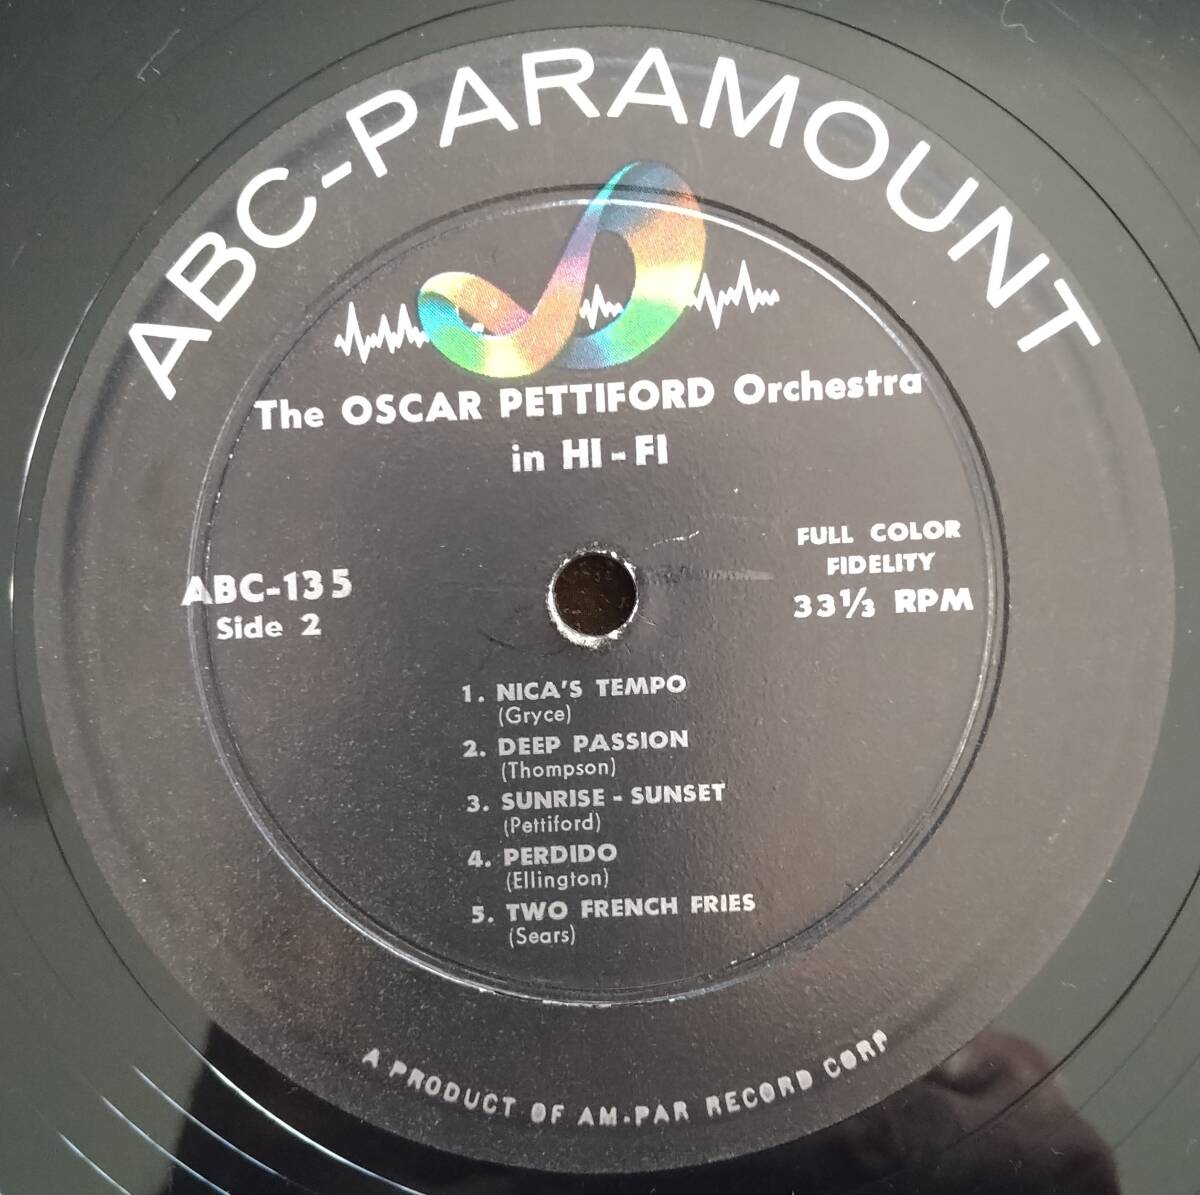 ABC-PARAMOUNT
The OSCAR PETTIFORD Orchestra
in HI-FI
ABC-135
Side 2
FULL COLOR
FIDELITY
33⅓ RPM
1. NICA'S TEMPO
(Gryce)
2. DEEP PASSION
(Thompson)
3. SUNRISE - SUNSET
(Pettiford)
4. PERDIDO
(Ellington)
5. TWO FRENCH FRIES
(Sears)
A PRODUCT OF AM-PAR RECORD CORP